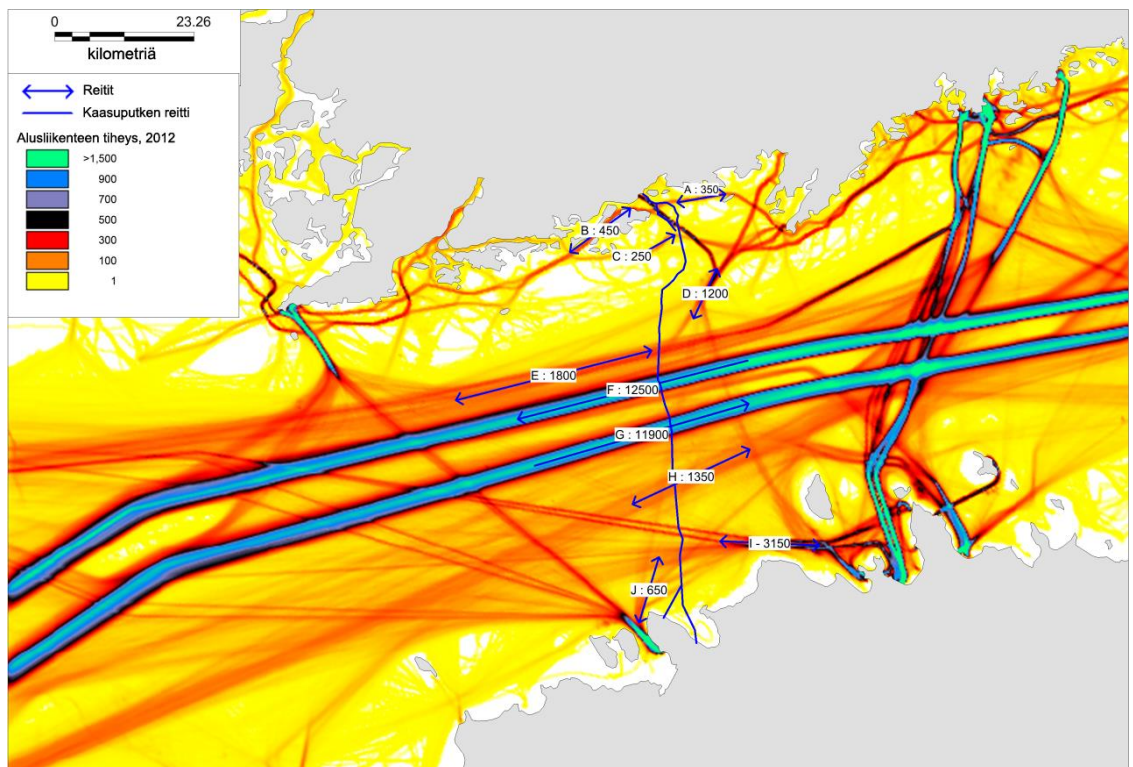 0 23.26
kilometriä
Reitit
Kaasuputken reitti
Alusliikenteen tiheys, 2012
>1,500
900
700
500
300
100
1
A : 350
B : 450
C : 250
D : 1200
E : 1800
F : 12500
G : 11900
H : 1350
I - 3150
J : 650